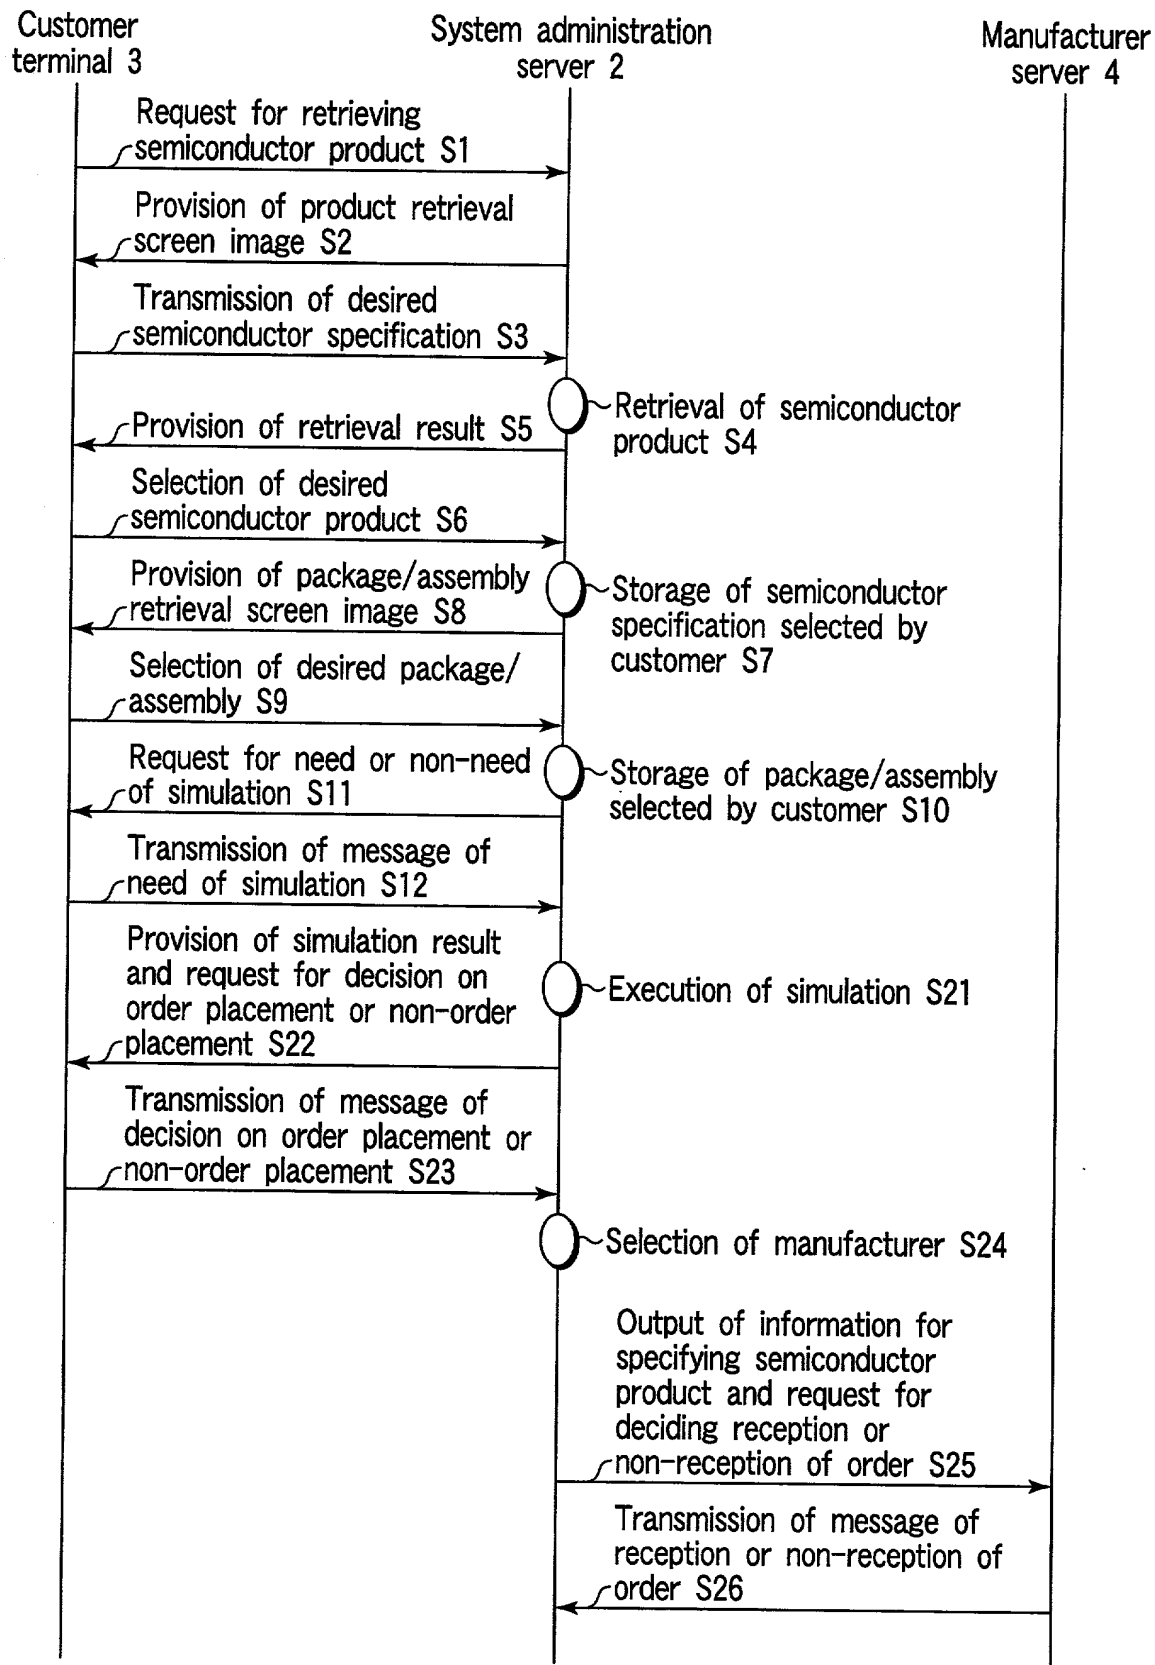 Customer
terminal 3
System administration
server 2
Manufacturer
server 4
Request for retrieving
semiconductor product S1
Provision of product retrieval
screen image S2
Transmission of desired
semiconductor specification S3
Retrieval of semiconductor
product S4
Provision of retrieval result S5
Selection of desired
semiconductor product S6
Storage of semiconductor
specification selected by
customer S7
Provision of package/assembly
retrieval screen image S8
Selection of desired package/
assembly S9
Storage of package/assembly
selected by customer S10
Request for need or non-need
of simulation S11
Transmission of message of
need of simulation S12
Execution of simulation S21
Provision of simulation result
and request for decision on
order placement or non-order
placement S22
Transmission of message of
decision on order placement or
non-order placement S23
Selection of manufacturer S24
Output of information for
specifying semiconductor
product and request for
deciding reception or
non-reception of order S25
Transmission of message of
reception or non-reception of
order S26